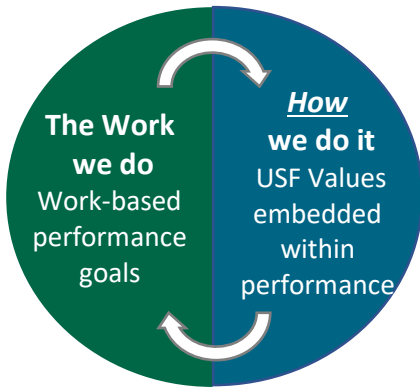 The Work
we do
Work-based
performance
goals
How
we do it
USF Values
embedded
within
performance